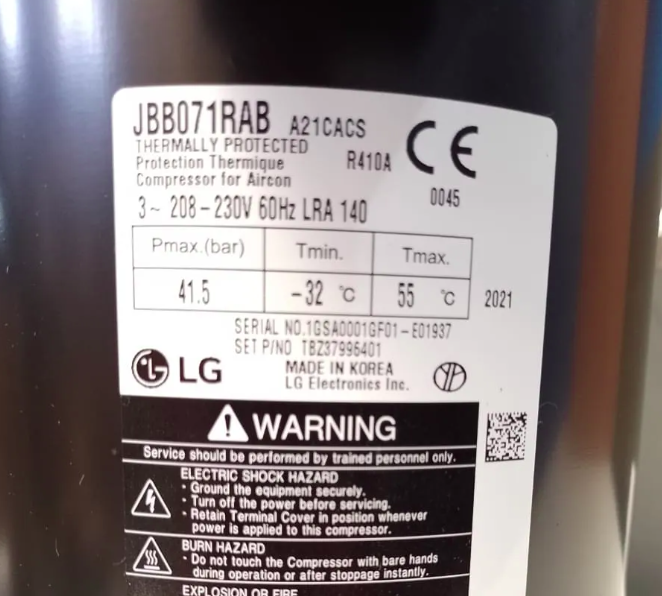 JBB071RAB A21CACS
THERMALLY PROTECTED
Protection Thermique R410A
Compressor for Aircon
CE
0045
3~ 208-230V 60Hz LRA 140
Pmax.(bar) Tmin. Tmax.
41.5 -32 °C 55 °C
2021
SERIAL NO.1GSA0001GF01-E01937
SET P/NO TBZ37996401
LG
MADE IN KOREA
LG Electronics Inc.
WARNING
Service should be performed by trained personnel only.
ELECTRIC SHOCK HAZARD
· Ground the equipment securely.
· Turn off the power before servicing.
· Retain Terminal Cover in position whenever
power is applied to this compressor.
BURN HAZARD
· Do not touch the Compressor with bare hands
during operation or after stoppage instantly.
EXPLOSION OR FIRE